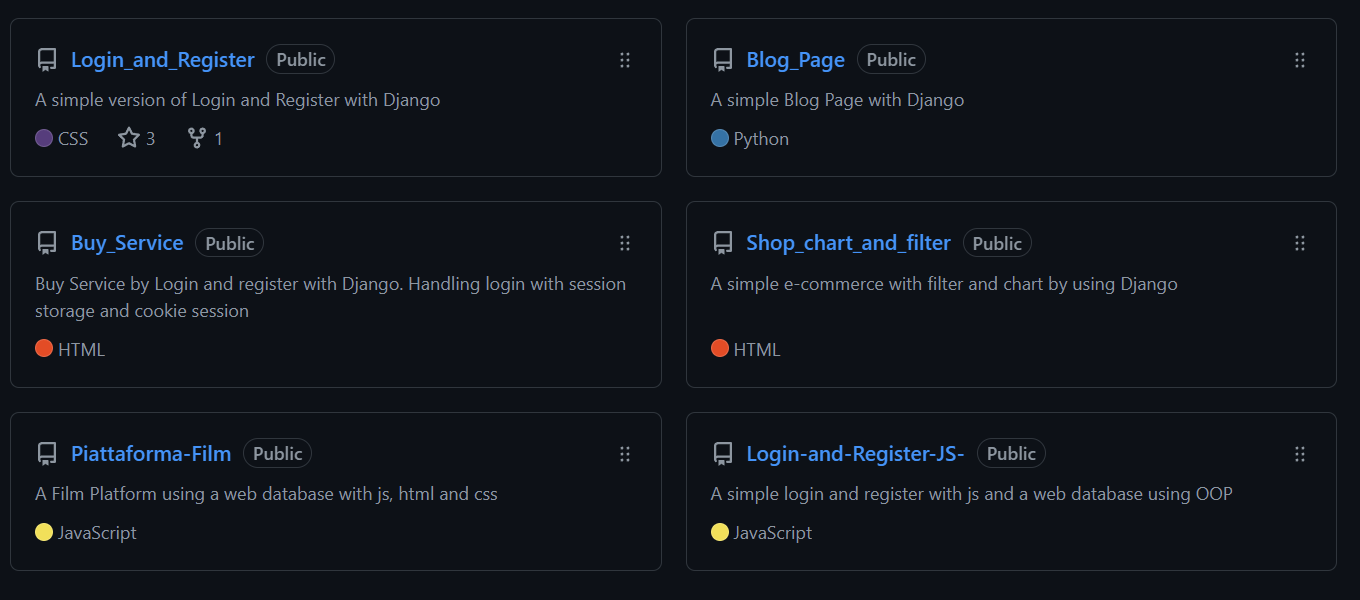 Login_and_Register Public
A simple version of Login and Register with Django
CSS 3 1
Blog_Page Public
A simple Blog Page with Django
Python
Buy_Service Public
Buy Service by Login and register with Django. Handling login with session
storage and cookie session
HTML
Shop_chart_and_filter Public
A simple e-commerce with filter and chart by using Django
HTML
Piattaforma-Film Public
A Film Platform using a web database with js, html and css
JavaScript
Login-and-Register-JS- Public
A simple login and register with js and a web database using OOP
JavaScript